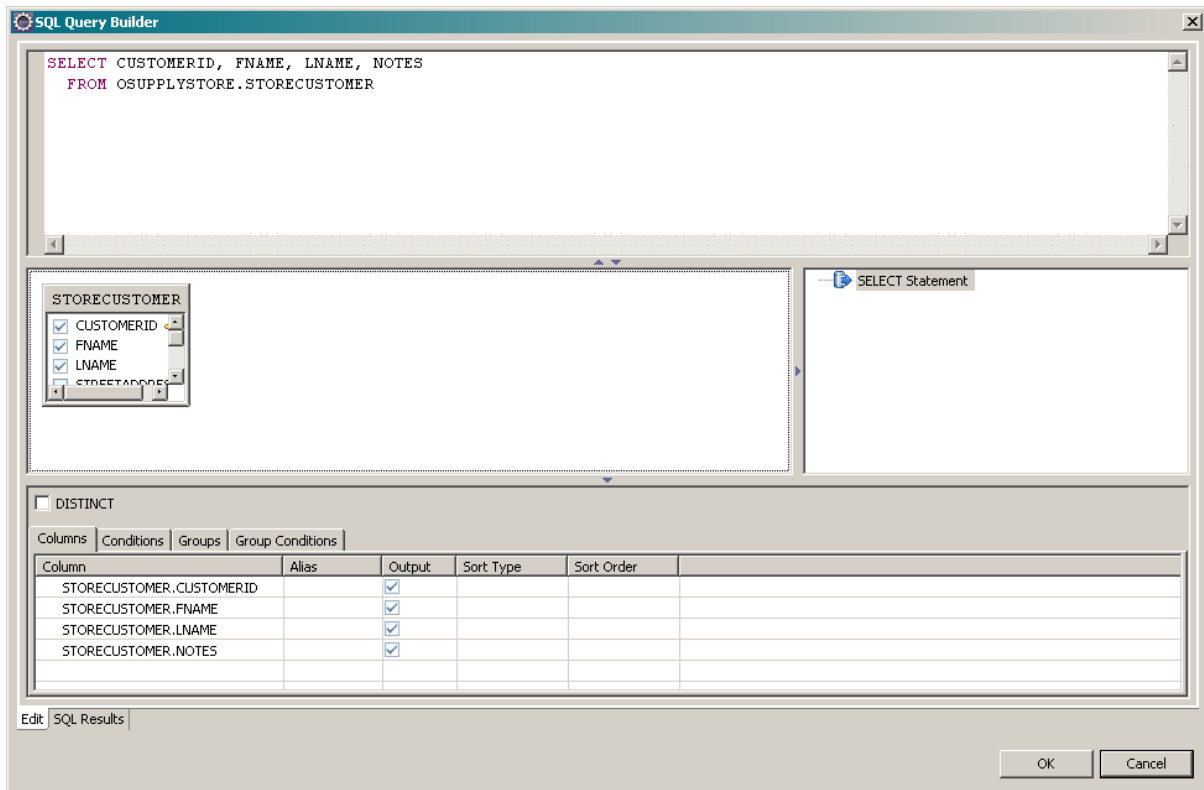 SQL Query Builder
SELECT CUSTOMERID, FNAME, LNAME, NOTES
FROM OSUPPLYSTORE.STORECUSTOMER
STORECUSTOMER
CUSTOMERID
FNAME
LNAME
STREETADDRES
SELECT Statement
DISTINCT
Columns Conditions Groups Group Conditions
Column Alias Output Sort Type Sort Order
STORECUSTOMER.CUSTOMERID
STORECUSTOMER.FNAME
STORECUSTOMER.LNAME
STORECUSTOMER.NOTES
Edit SQL Results
OK Cancel